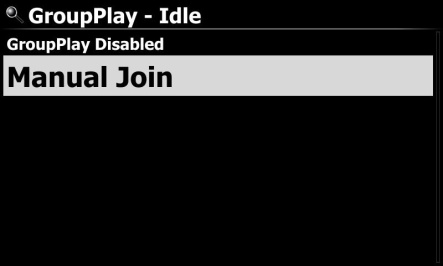 GroupPlay - Idle
GroupPlay Disabled
Manual Join